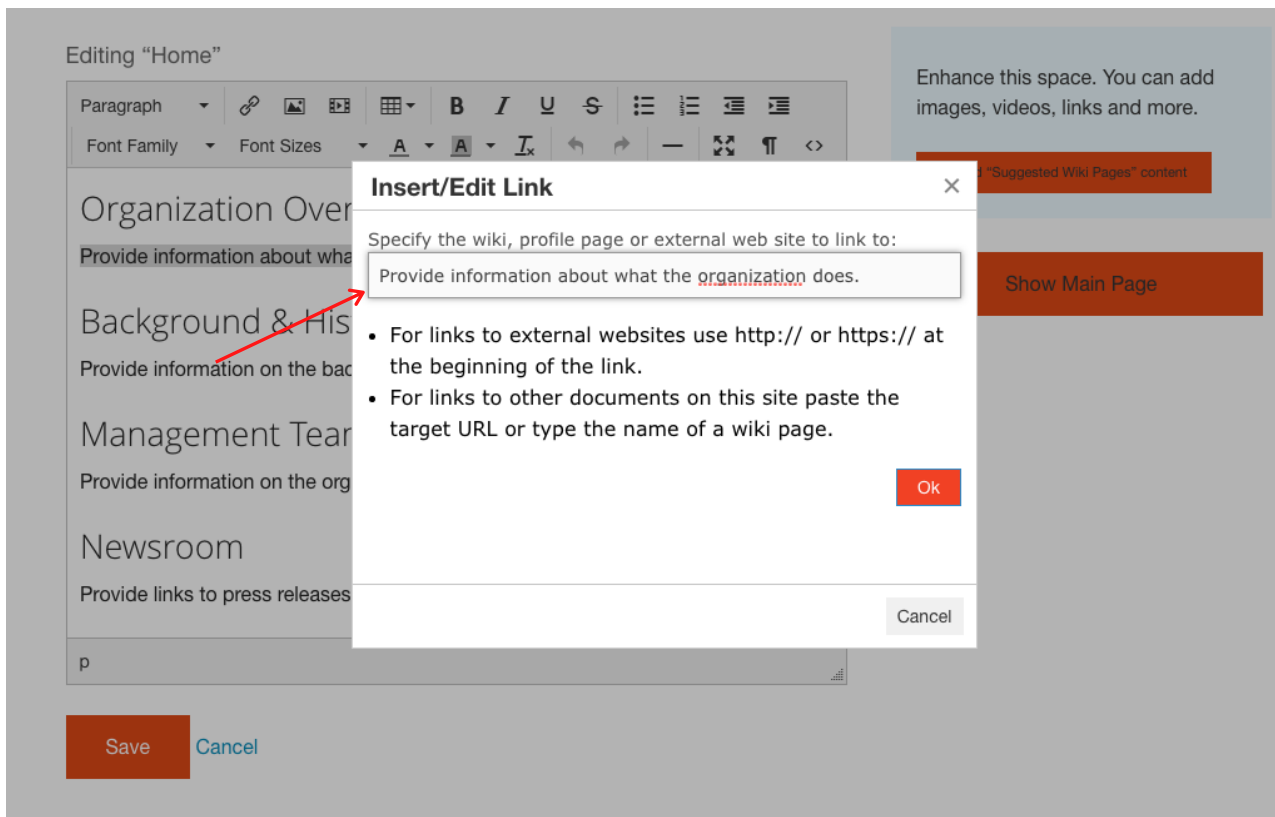 Editing “Home”
Paragraph
B I U S
Font Family Font Sizes A A
Organization Over
Provide information about wha
Background & His
Provide information on the bac
Management Tear
Provide information on the org
Newsroom
Provide links to press releases
p
Save Cancel
Insert/Edit Link
Specify the wiki, profile page or external web site to link to:
Provide information about what the organization does.
• For links to external websites use http:// or https:// at
the beginning of the link.
• For links to other documents on this site paste the
target URL or type the name of a wiki page.
Ok
Cancel
Enhance this space. You can add
images, videos, links and more.
“Suggested Wiki Pages” content
Show Main Page